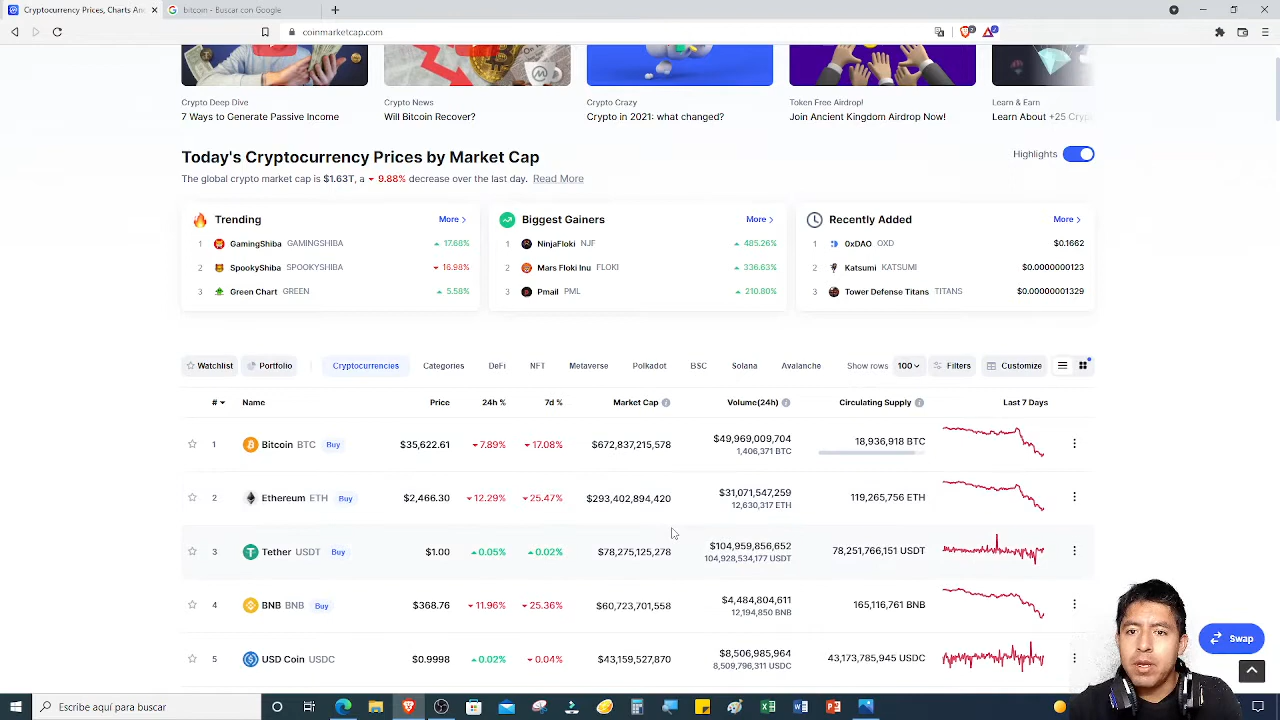 Cryptocurrency Prices, Charts An
bitcoin - Buscar con Google
coinmarketcap.com
Crypto Deep Dive
7 Ways to Generate Passive Income
Crypto News
Will Bitcoin Recover?
Crypto Crazy
Crypto in 2021: what changed?
Token Free Airdrop!
Join Ancient Kingdom Airdrop Now!
Learn & Earn
Learn About +25 Cryp
Today's Cryptocurrency Prices by Market Cap
Highlights
The global crypto market cap is $1.63T, a 9.88% decrease over the last day. Read More
Trending More
1 GamingShiba GAMINGSHIBA 17.68%
2 SpookyShiba SPOOKYSHIBA 16.98%
3 Green Chart GREEN 5.58%
Biggest Gainers More
1 NinjaFloki NJF 485.26%
2 Mars Floki Inu FLOKI 336.63%
3 Pmail PML 210.80%
Recently Added More
1 0xDAO OXD $0.1662
2 Katsumi KATSUMI $0.0000000123
3 Tower Defense Titans TITANS $0.00000001329
Watchlist Portfolio Cryptocurrencies Categories DeFi NFT Metaverse Polkadot BSC Solana Avalanche Show rows 100 Filters Customize
# Name Price 24h % 7d % Market Cap Volume(24h) Circulating Supply Last 7 Days
1 Bitcoin BTC Buy $35,622.61 7.89% 17.08% $672,837,215,578 $49,969,009,704 18,936,918 BTC
1,406,371 BTC
2 Ethereum ETH Buy $2,466.30 12.29% 25.47% $293,402,894,420 $31,071,547,259 119,265,756 ETH
12,630,317 ETH
3 Tether USDT Buy $1.00 0.05% 0.02% $78,275,125,278 $104,959,856,652 78,251,766,151 USDT
104,928,534,177 USDT
4 BNB BNB Buy $368.76 11.96% 25.36% $60,723,701,558 $4,484,804,611 165,116,761 BNB
12,194,850 BNB
5 USD Coin USDC $0.9998 0.02% 0.04% $43,159,527,870 $8,506,985,964 43,173,785,945 USDC
8,509,796,311 USDC
Swap
Escribe aquí para buscar